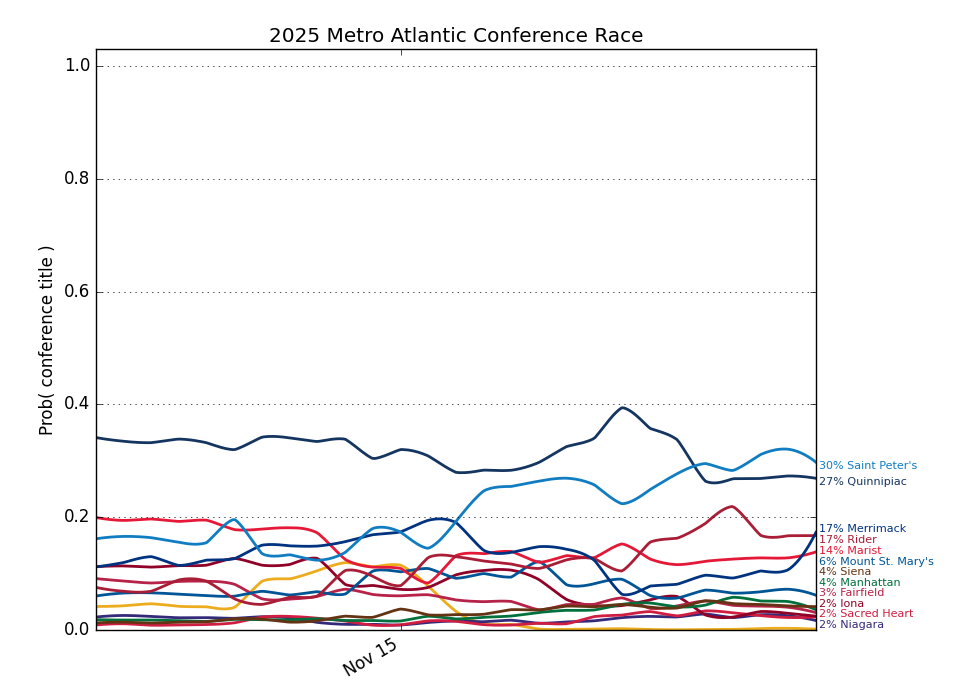 2025 Metro Atlantic Conference Race
Prob( conference title )
1.0
0.8
0.6
0.4
0.2
0.0
Nov 15
30% Saint Peter's
27% Quinnipiac
17% Merrimack
17% Rider
14% Marist
6% Mount St. Mary's
4% Siena
4% Manhattan
3% Fairfield
2% Iona
2% Sacred Heart
2% Niagara